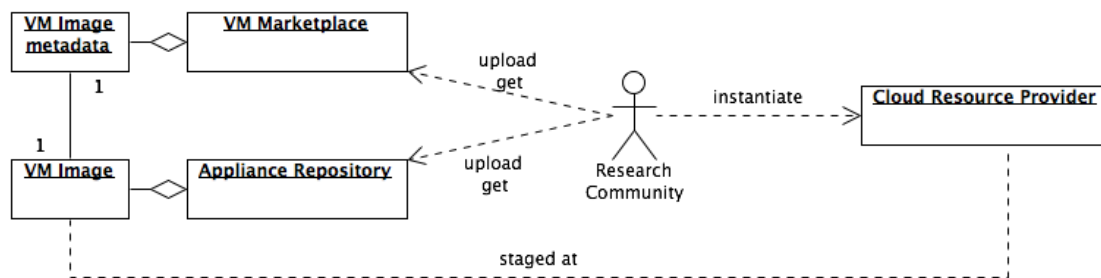 VM Image
metadata
VM Marketplace
1
upload
get
instantiate
Cloud Resource Provider
1
VM Image
Appliance Repository
upload
get
Research
Community
staged at